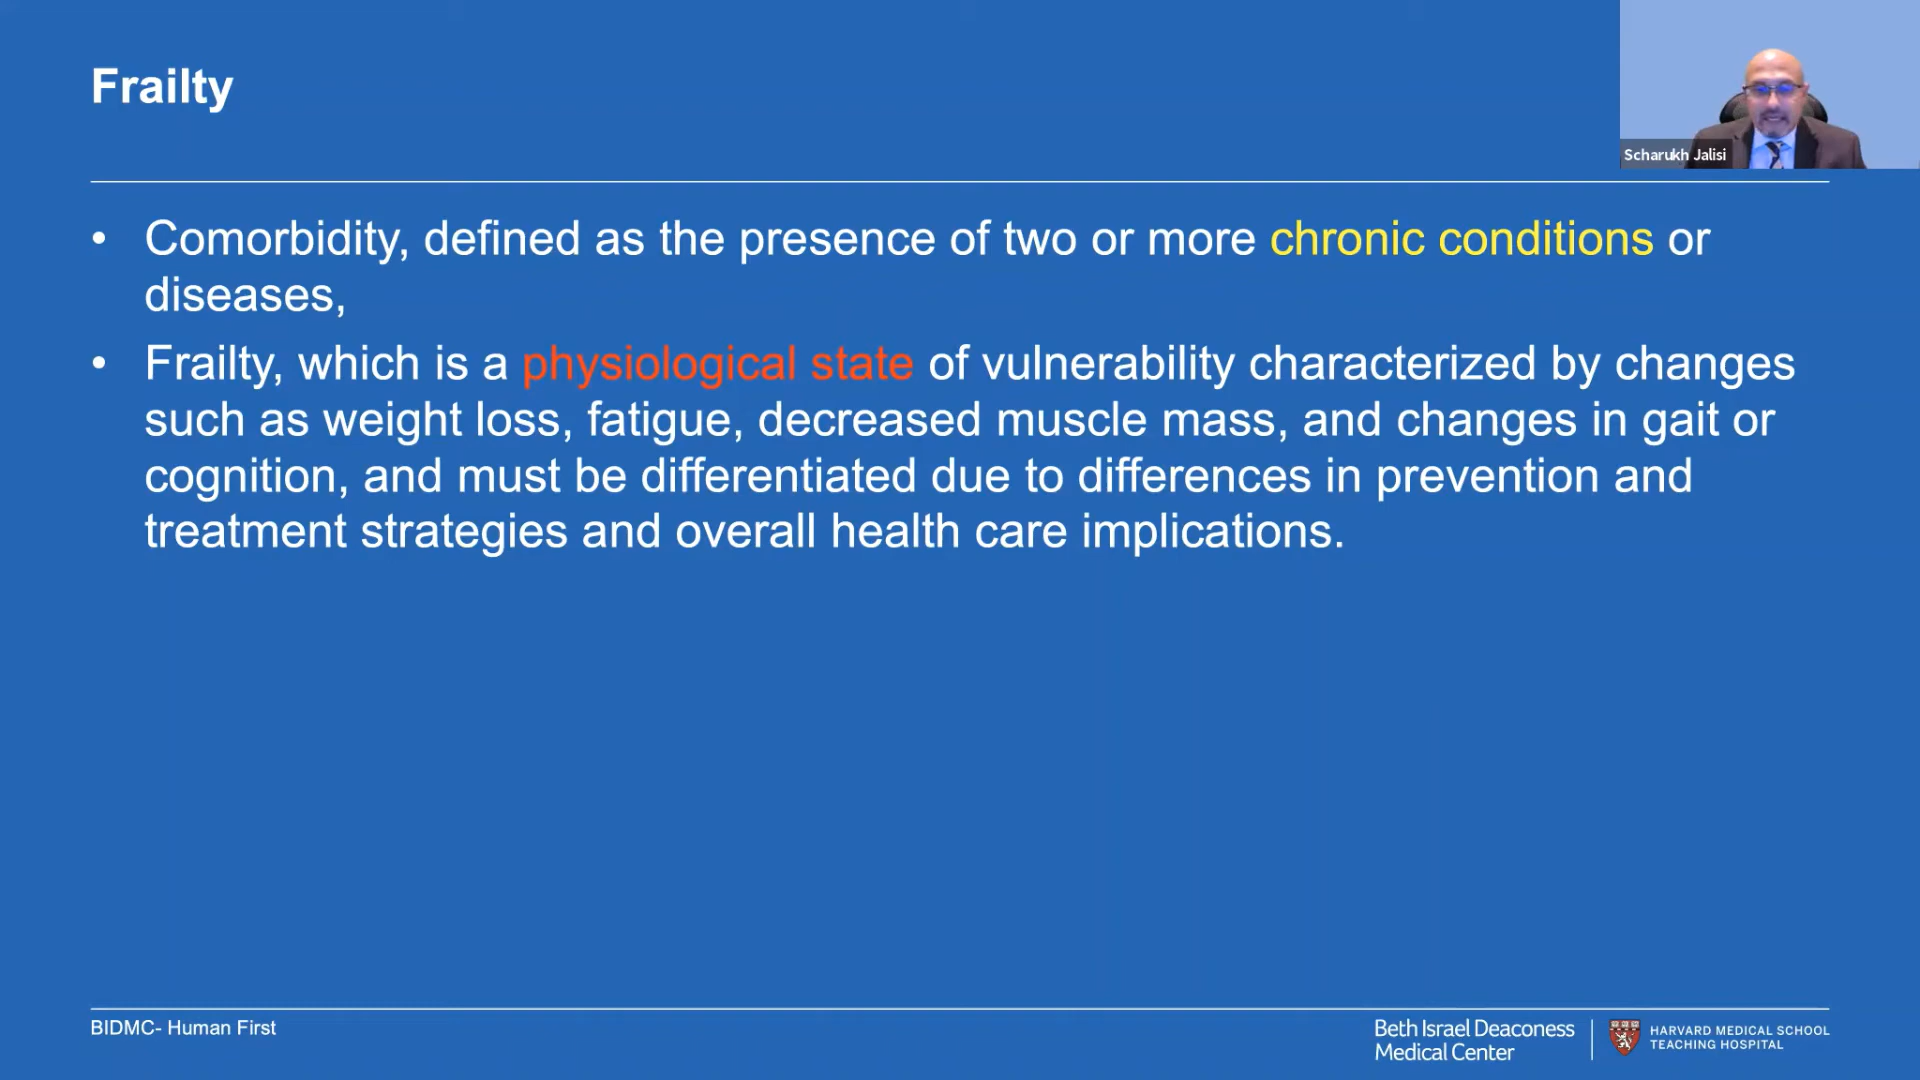 Frailty
Scharukh Jalisi
• Comorbidity, defined as the presence of two or more chronic conditions or
diseases,
• Frailty, which is a physiological state of vulnerability characterized by changes
such as weight loss, fatigue, decreased muscle mass, and changes in gait or
cognition, and must be differentiated due to differences in prevention and
treatment strategies and overall health care implications.
BIDMC- Human First
Beth Israel Deaconess
Medical Center
HARVARD MEDICAL SCHOOL
TEACHING HOSPITAL